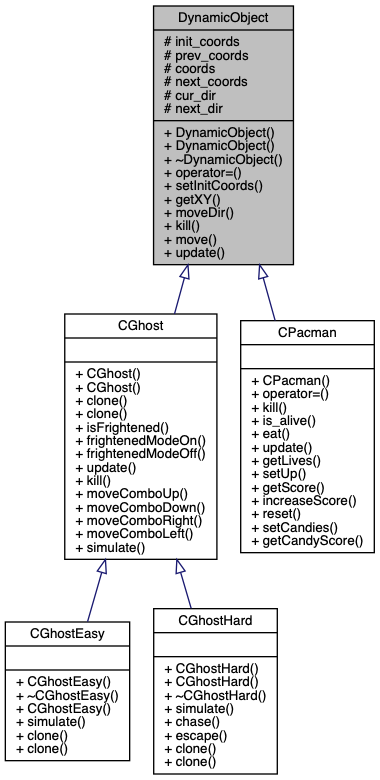 DynamicObject
# init_coords
# prev_coords
# coords
# next_coords
# cur_dir
# next_dir
+ DynamicObject()
+ DynamicObject()
+ ~DynamicObject()
+ operator=()
+ setInitCoords()
+ getXY()
+ moveDir()
+ kill()
+ move()
+ update()
CGhost
+ CGhost()
+ CGhost()
+ clone()
+ clone()
+ isFrightened()
+ frightenedModeOn()
+ frightenedModeOff()
+ update()
+ kill()
+ moveComboUp()
+ moveComboDown()
+ moveComboRight()
+ moveComboLeft()
+ simulate()
CPacman
+ CPacman()
+ operator=()
+ kill()
+ is_alive()
+ eat()
+ update()
+ getLives()
+ setUp()
+ getScore()
+ increaseScore()
+ reset()
+ setCandies()
+ getCandyScore()
CGhostEasy
+ CGhostEasy()
+ ~CGhostEasy()
+ CGhostEasy()
+ simulate()
+ clone()
+ clone()
CGhostHard
+ CGhostHard()
+ CGhostHard()
+ ~CGhostHard()
+ simulate()
+ chase()
+ escape()
+ clone()
+ clone()